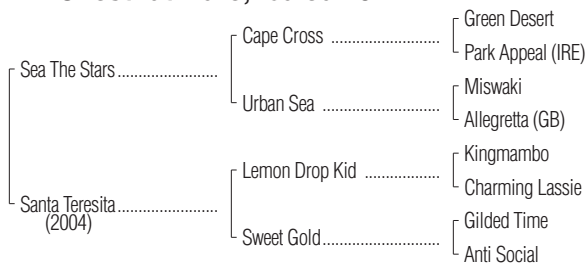 Green Desert
Cape Cross ......................
Park Appeal (IRE)
Sea The Stars ....................
Miswaki
Urban Sea .......................
Allegretta (GB)
Kingmambo
Lemon Drop Kid ...............
Charming Lassie
Santa Teresita ....................
(2004)
Gilded Time
Sweet Gold .......................
Anti Social